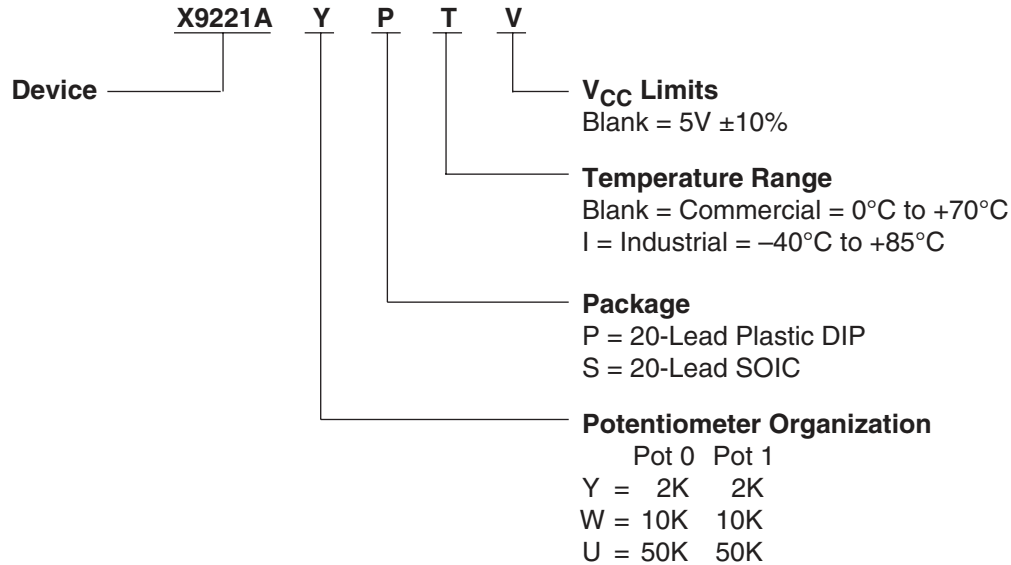 X9221A Y P T V
Device
VCC Limits
Blank = 5V ±10%
Temperature Range
Blank = Commercial = 0°C to +70°C
I = Industrial = –40°C to +85°C
Package
P = 20-Lead Plastic DIP
S = 20-Lead SOIC
Potentiometer Organization
Pot 0 Pot 1
Y = 2K 2K
W = 10K 10K
U = 50K 50K